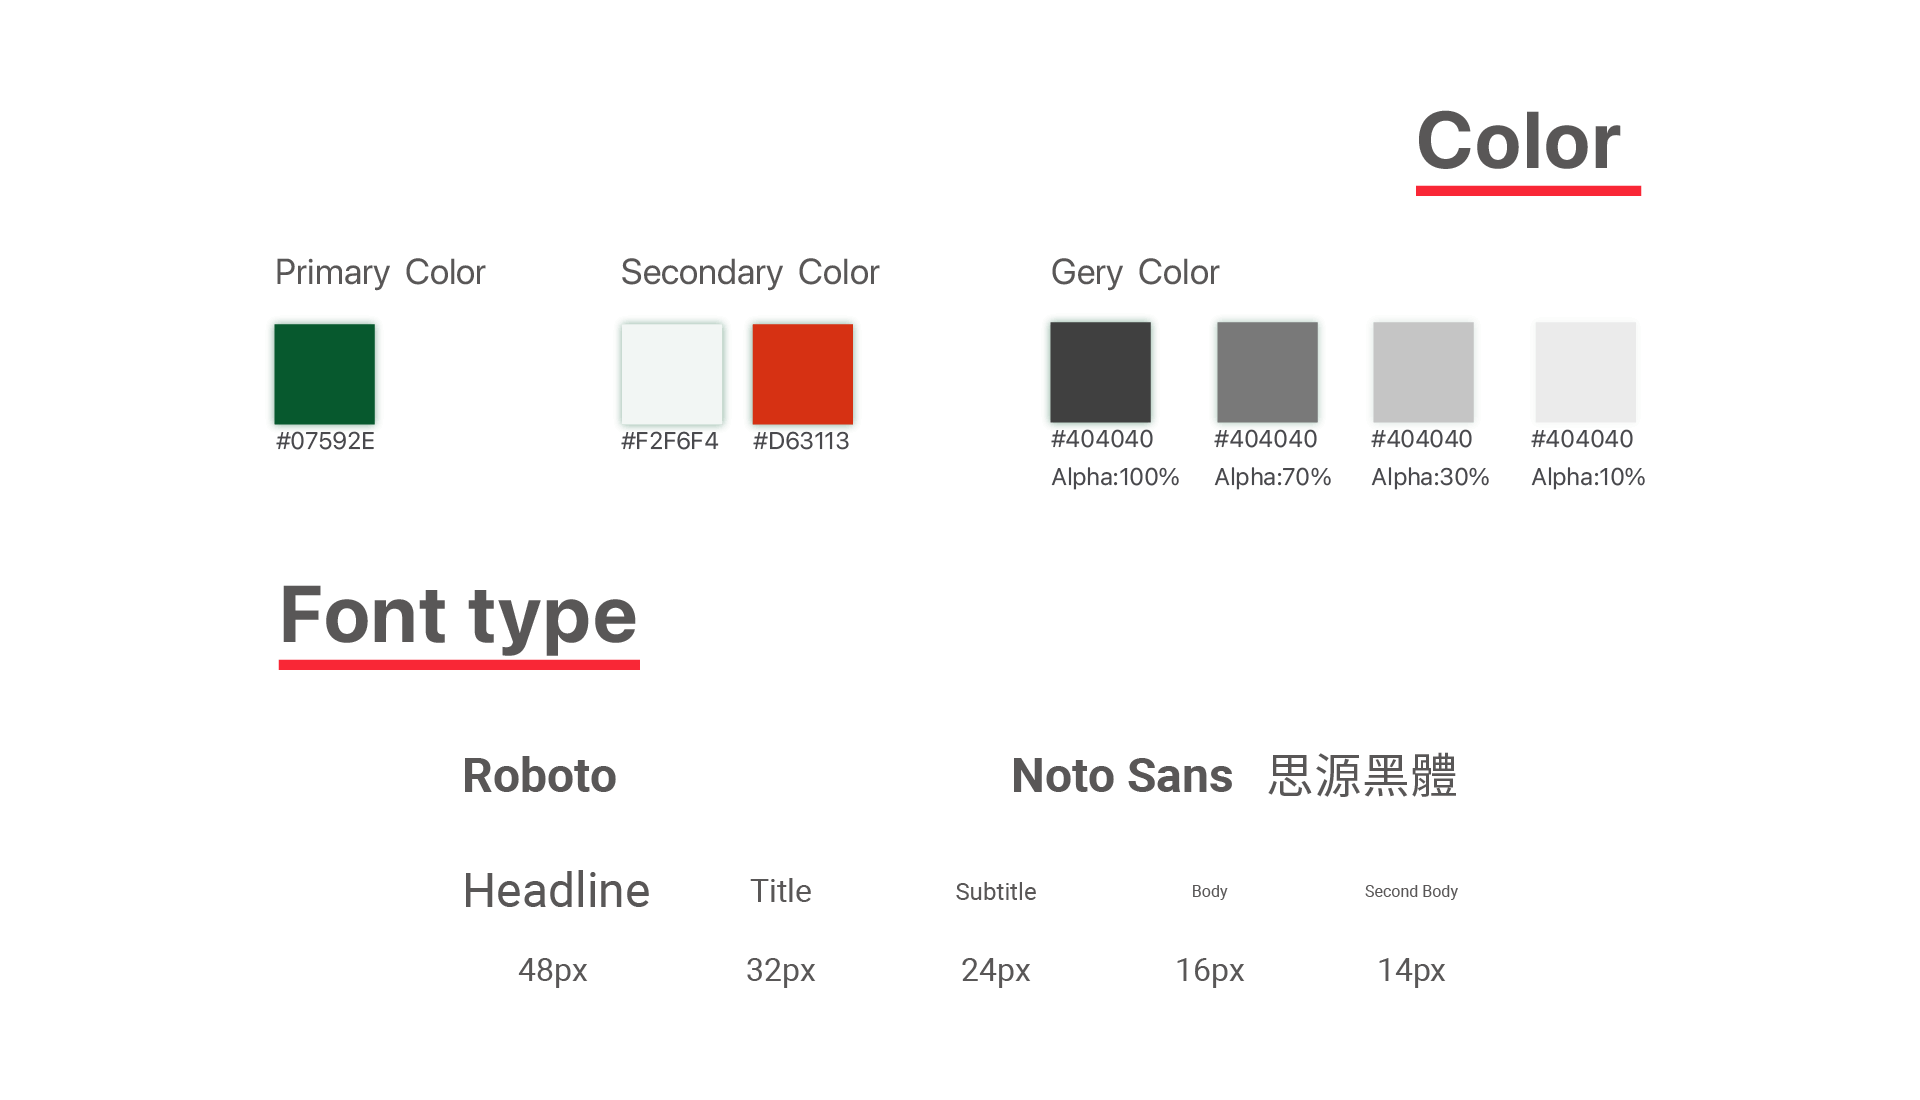 Color
Primary Color
#07592E
Secondary Color
#F2F6F4 #D63113
Gery Color
#404040 #404040 #404040 #404040
Alpha:100% Alpha:70% Alpha:30% Alpha:10%
Font type
Roboto
Noto Sans 思源黑體
Headline Title Subtitle Body Second Body
48px 32px 24px 16px 14px